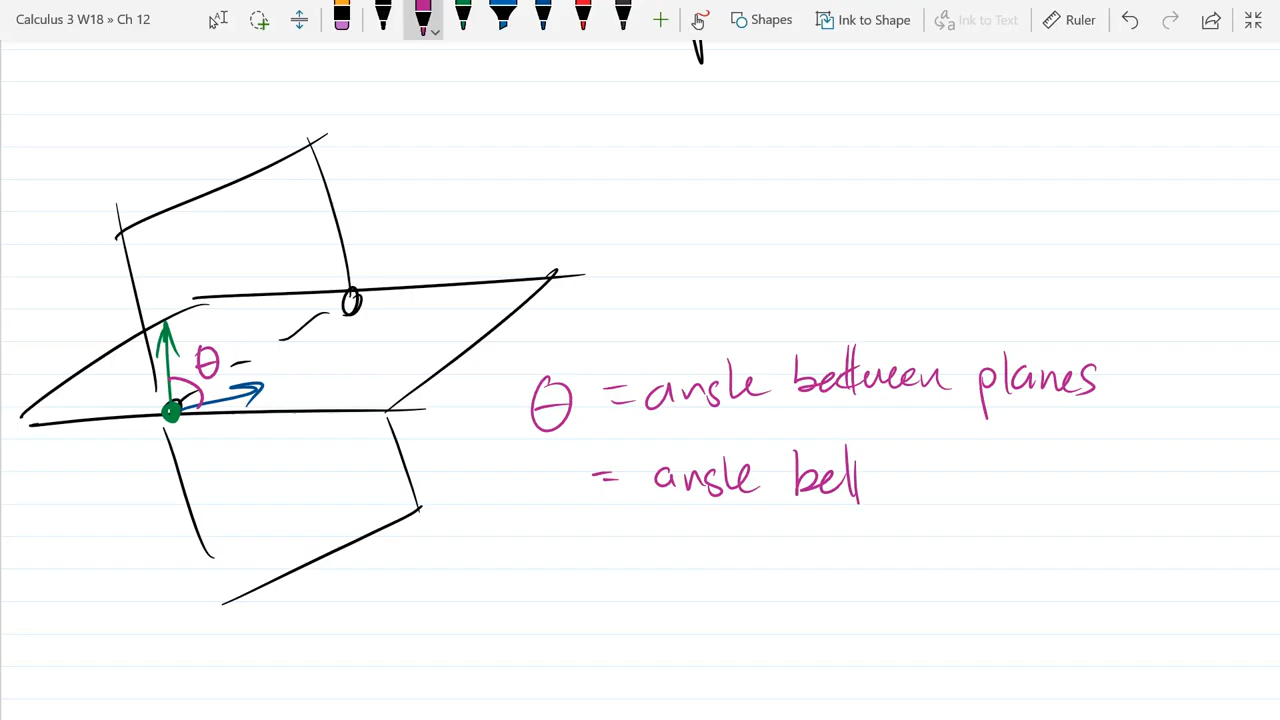 Calculus 3 W18 » Ch 12
Shapes
Ink to Shape
Ink to Text
Ruler
θ
θ = angle between planes
= angle bet